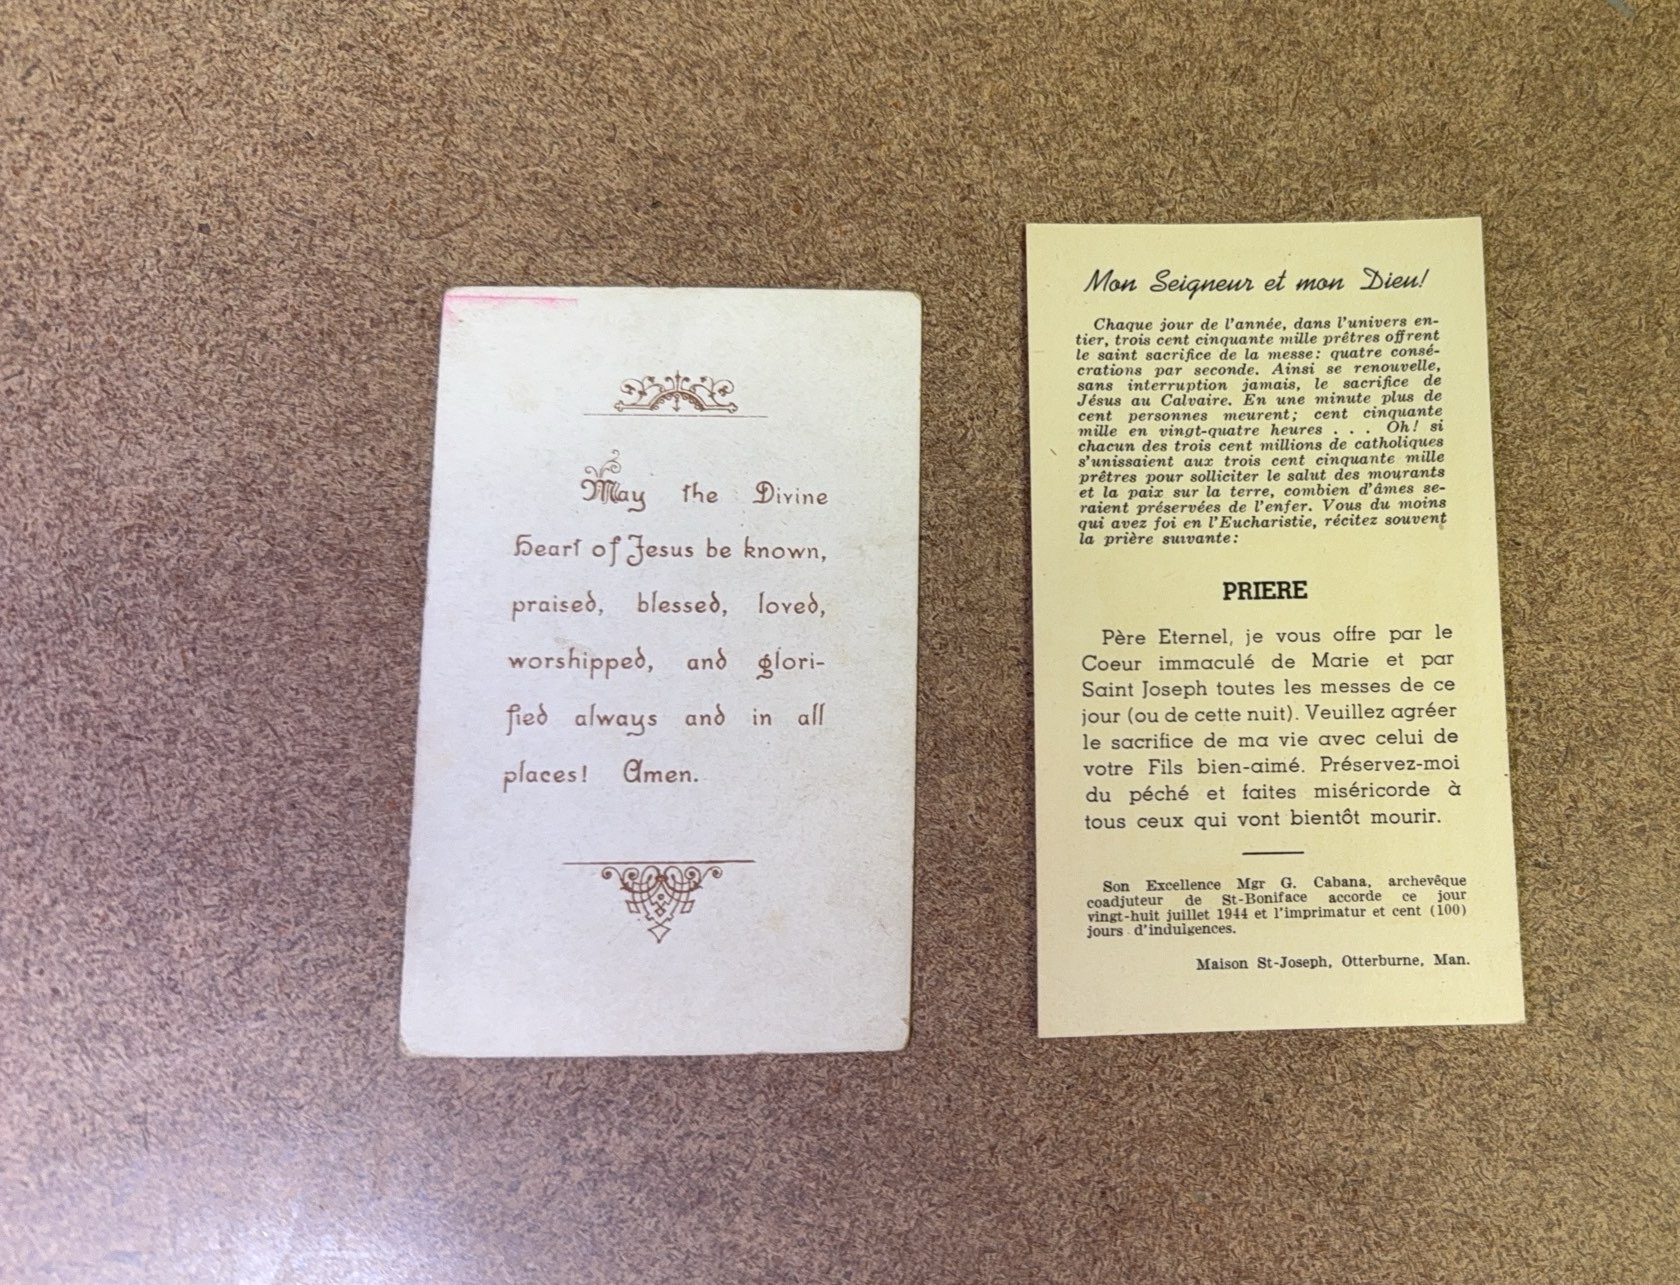 May the Divine
Heart of Jesus be known,
praised, blessed, loved,
worshipped, and glori-
fied always and in all
places! Amen.
Mon Seigneur et mon Dieu!
Chaque jour de l'année, dans l'univers en-
tier, trois cent cinquante mille prêtres offrent
le saint sacrifice de la messe: quatre consé-
crations par seconde. Ainsi se renouvelle,
sans interruption jamais, le sacrifice de
Jésus au Calvaire. En une minute plus de
cent personnes meurent; cent cinquante
mille en vingt-quatre heures . . . Oh! si
chacun des trois cent millions de catholiques
s'unissaient aux trois cent cinquante mille
prêtres pour solliciter le salut des mourants
et la paix sur la terre, combien d'âmes se-
raient préservées de l'enfer. Vous du moins
qui avez foi en l'Eucharistie, récitez souvent
la prière suivante:
PRIERE
Père Eternel, je vous offre par le
Coeur immaculé de Marie et par
Saint Joseph toutes les messes de ce
jour (ou de cette nuit). Veuillez agréer
le sacrifice de ma vie avec celui de
votre Fils bien-aimé. Préservez-moi
du péché et faites miséricorde à
tous ceux qui vont bientôt mourir.
Son Excellence Mgr G. Cabana, archevêque
coadjuteur de St-Boniface accorde ce jour
vingt-huit juillet 1944 et l'imprimatur et cent (100)
jours d'indulgences.
Maison St-Joseph, Otterburne, Man.